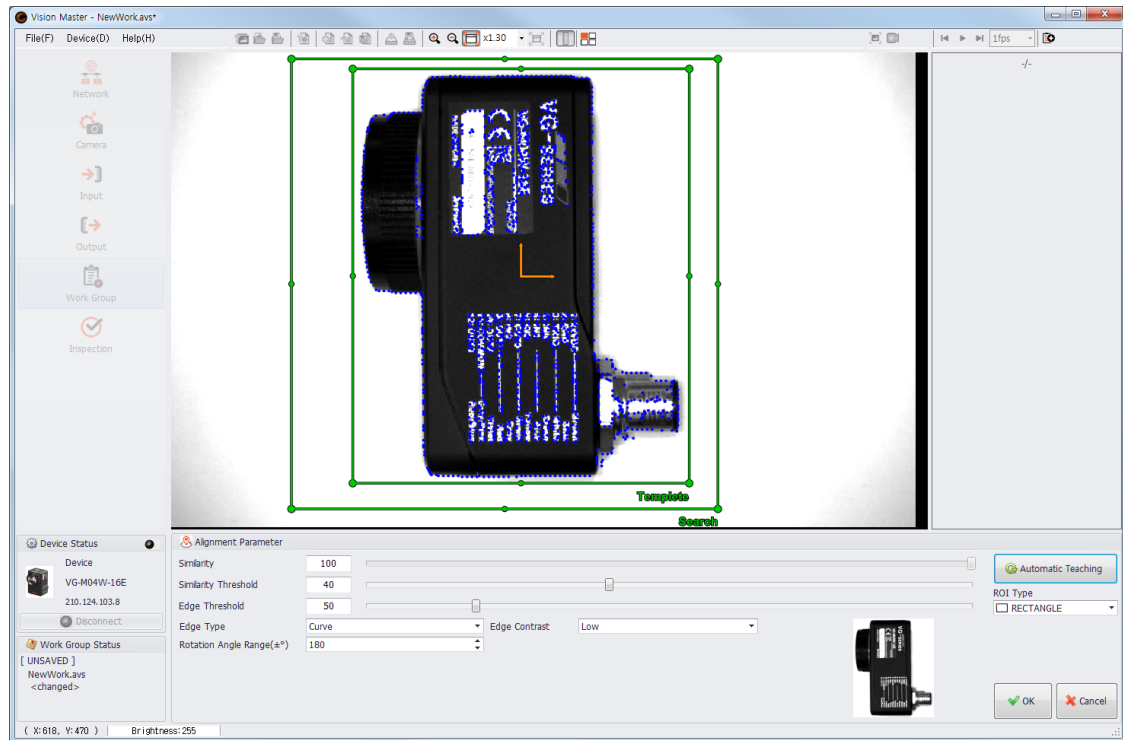 Vision Master - NewWork.avs*
File(F) Device(D) Help(H)
x1.30
1fps
Network
Camera
Input
Output
Work Group
Inspection
-/-
VG-SERIES
Templete
Search
Device Status
Device
VG-M04W-16E
210.124.103.8
Disconnect
Work Group Status
[ UNSAVED ]
NewWork.avs
<changed>
Alignment Parameter
Similarity 100
Similarity Threshold 40
Edge Threshold 50
Edge Type Curve Edge Contrast Low
Rotation Angle Range(±º) 180
Automatic Teaching
ROI Type
RECTANGLE
OK Cancel
( X:618, Y:470 ) Brightness:255